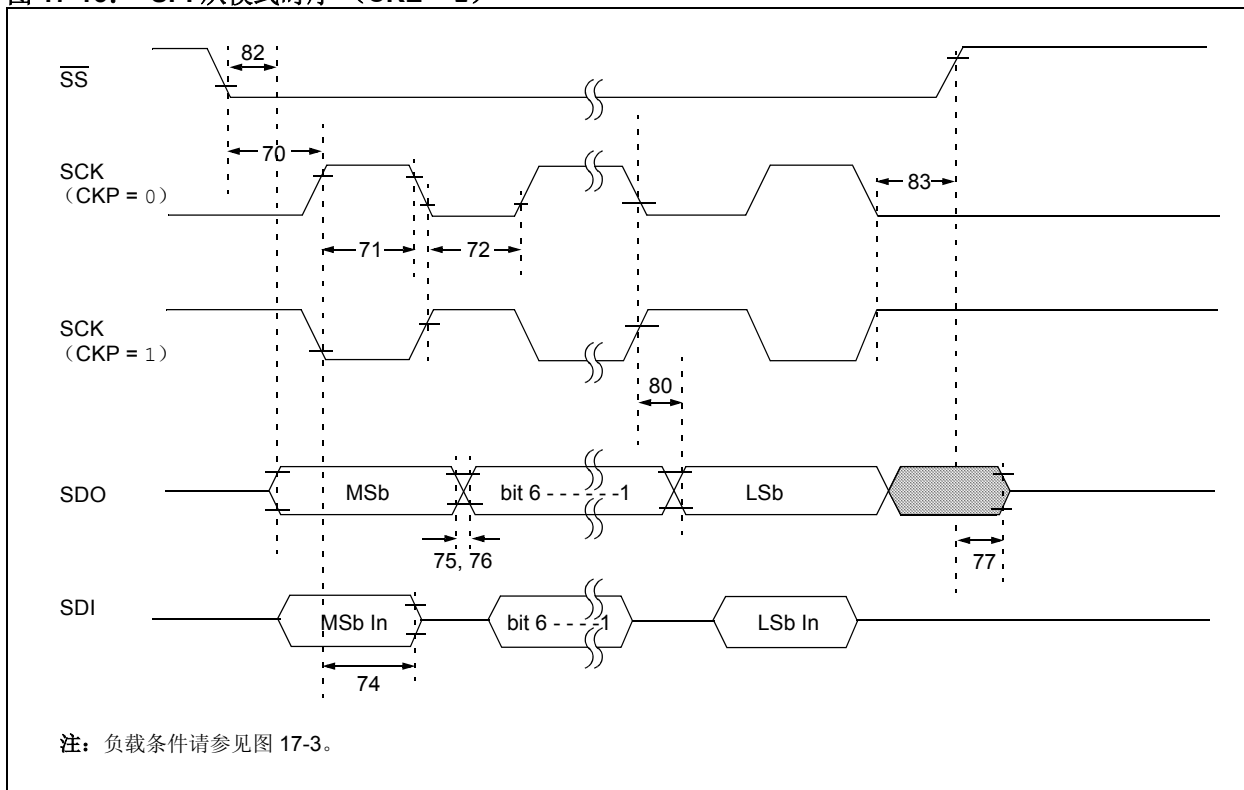 82
SS
70
SCK
（CKP = 0）
83
71
72
SCK
（CKP = 1）
80
SDO
MSb
bit 6 - - - - - -1
LSb
75, 76
77
SDI
MSb In
bit 6 - - - -1
LSb In
74
注： 负载条件请参见图 17-3。